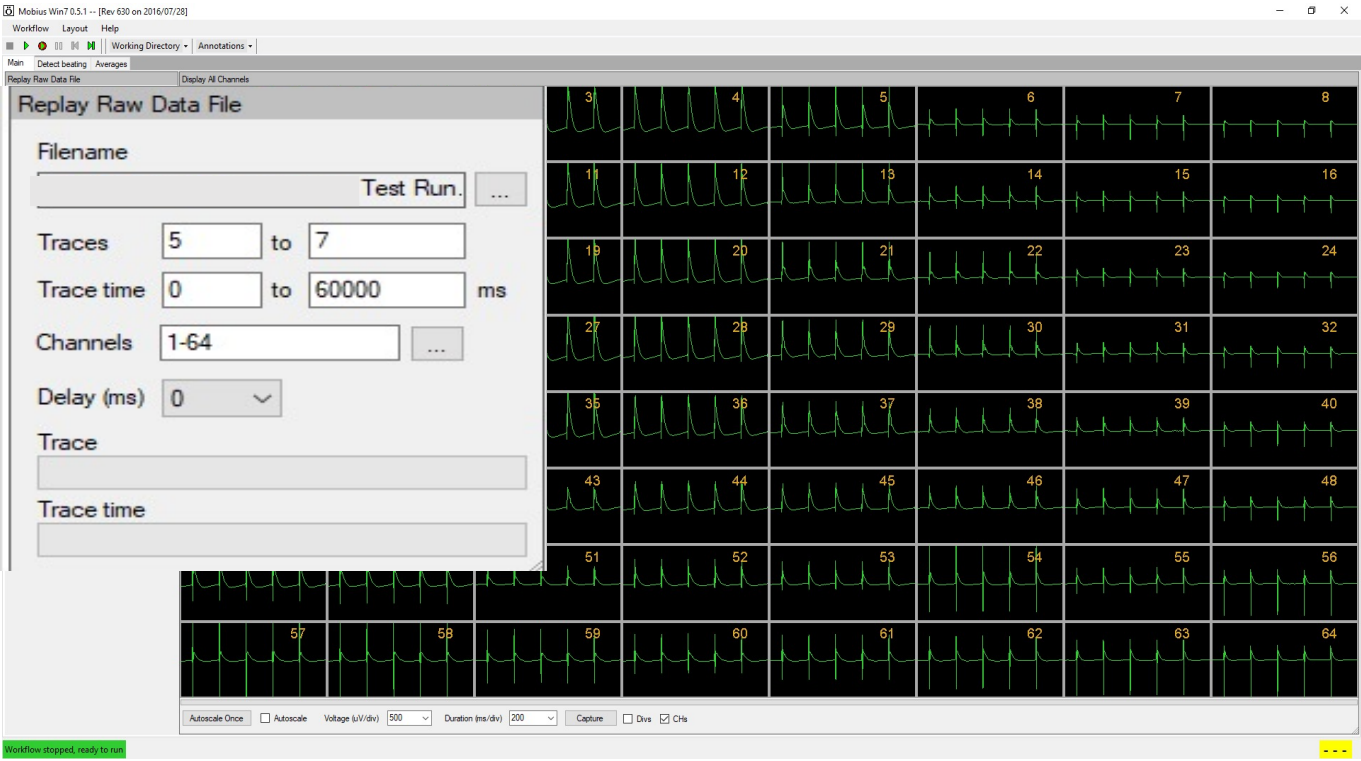 Mobius Win7 0.5.1 -- [Rev 630 on 2016/07/28]
Workflow Layout Help
Working Directory Annotations
Main Detect beating Averages
Replay Raw Data File Display All Channels
Replay Raw Data File
Filename
Test Run. ...
Traces 5 to 7
Trace time 0 to 60000 ms
Channels 1-64 ...
Delay (ms) 0
Trace
Trace time
3 4 5 6 7 8
11 12 13 14 15 16
19 20 21 22 23 24
27 28 29 30 31 32
35 36 37 38 39 40
43 44 45 46 47 48
51 52 53 54 55 56
57 58 59 60 61 62 63 64
Autoscale Once Autoscale Voltage (uV/div) 500 Duration (ms/div) 200 Capture Divs CHs
Workflow stopped, ready to run - - -